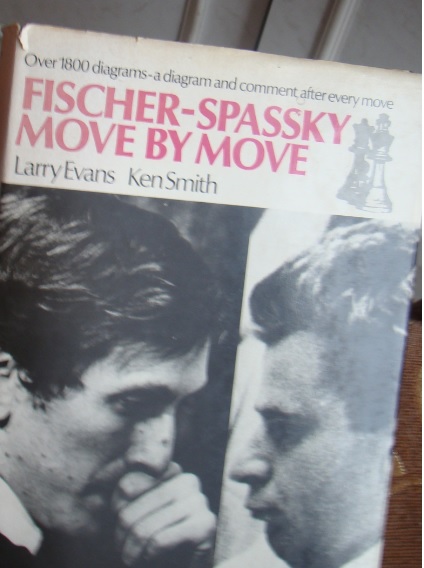 Over 1800 diagrams-a diagram and comment after every move
FISCHER-SPASSKY
MOVE BY MOVE
Larry Evans Ken Smith